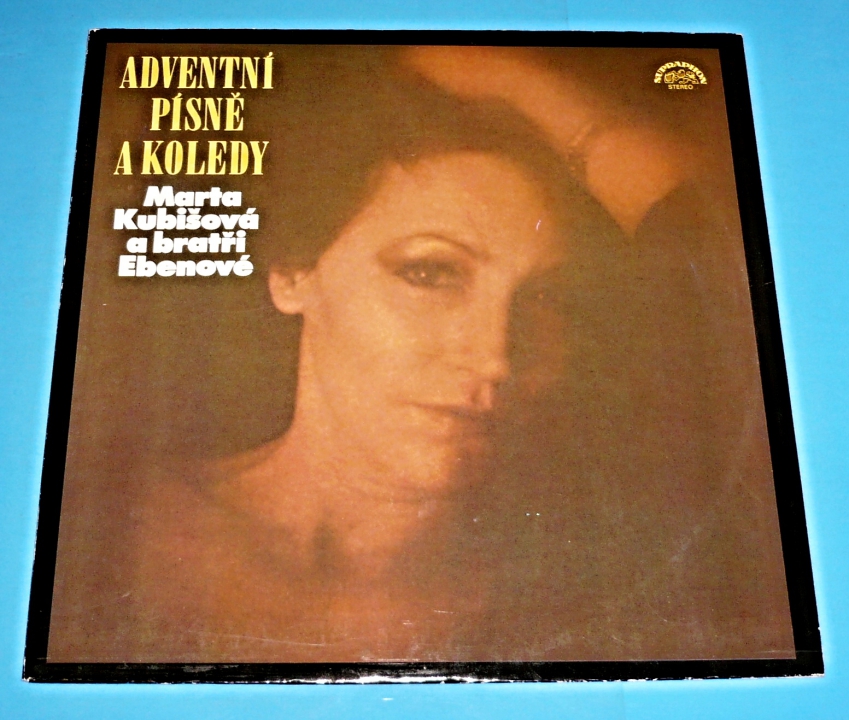 ADVENTNÍ
PÍSNĚ
A KOLEDY
Marta
Kubišová
a bratři
Ebenové
SUPRAPHON
STEREO